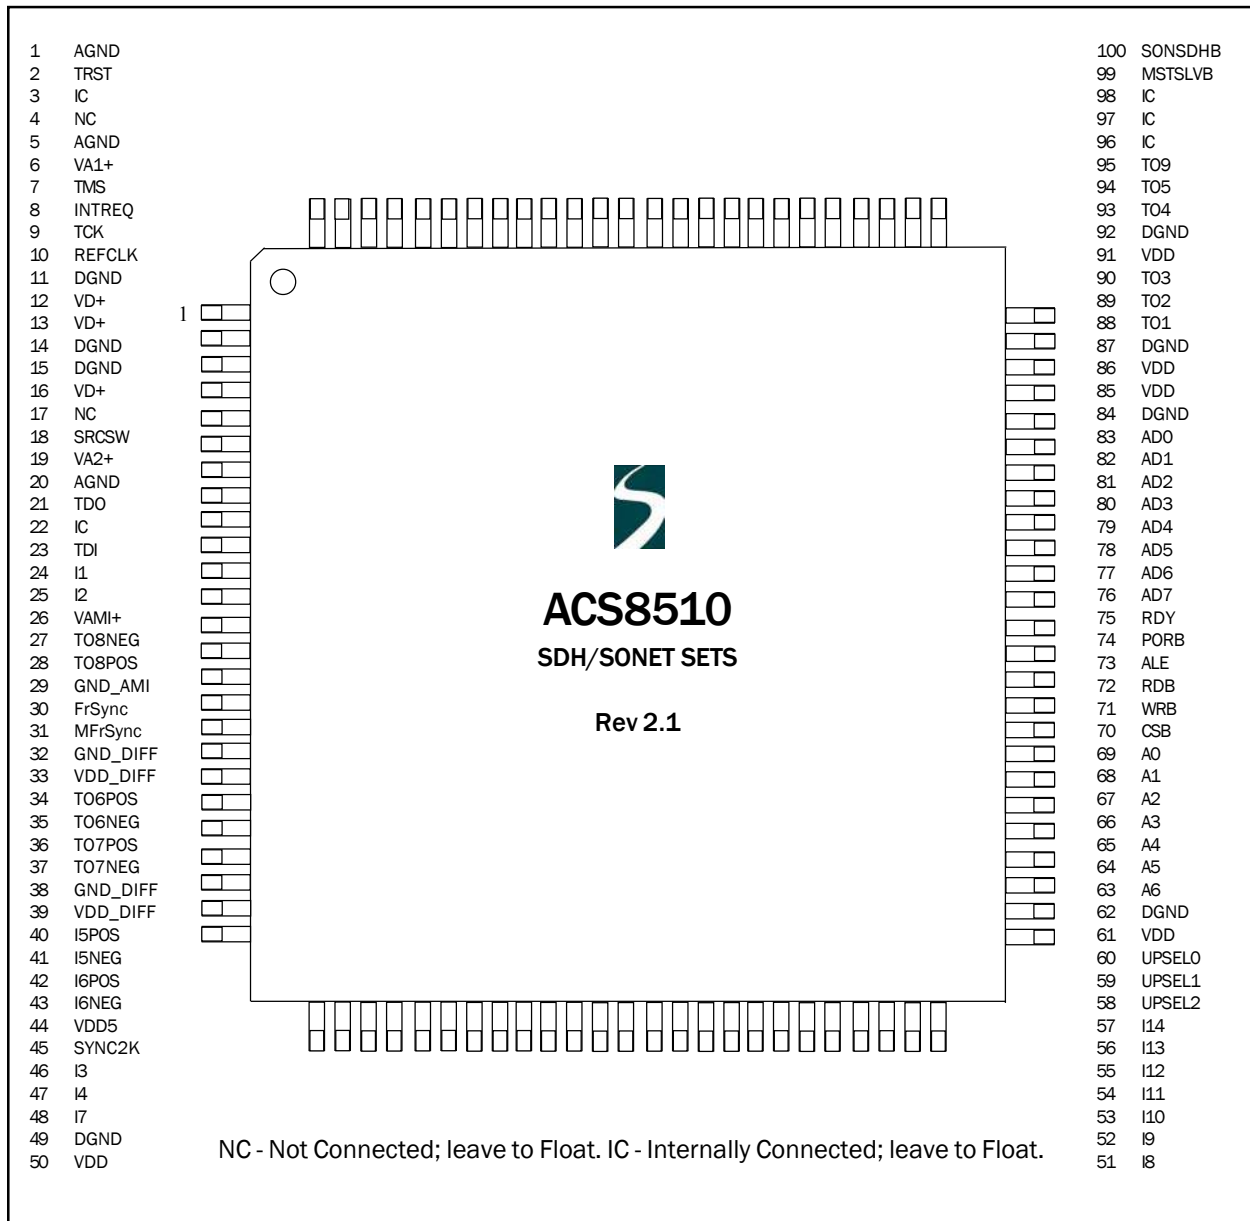 1 AGND
2 TRST
3 IC
4 NC
5 AGND
6 VA1+
7 TMS
8 INTREQ
9 TCK
10 REFCLK
11 DGND
12 VD+
13 VD+
14 DGND
15 DGND
16 VD+
17 NC
18 SRCSW
19 VA2+
20 AGND
21 TDO
22 IC
23 TDI
24 I1
25 I2
26 VAMI+
27 TO8NEG
28 TO8POS
29 GND_AMI
30 FrSync
31 MFrSync
32 GND_DIFF
33 VDD_DIFF
34 TO6POS
35 TO6NEG
36 TO7POS
37 TO7NEG
38 GND_DIFF
39 VDD_DIFF
40 I5POS
41 I5NEG
42 I6POS
43 I6NEG
44 VDD5
45 SYNC2K
46 I3
47 I4
48 I7
49 DGND
50 VDD
1
ACS8510
SDH/SONET SETS
Rev 2.1
100 SONSDHB
99 MSTSLVB
98 IC
97 IC
96 IC
95 TO9
94 TO5
93 TO4
92 DGND
91 VDD
90 TO3
89 TO2
88 TO1
87 DGND
86 VDD
85 VDD
84 DGND
83 AD0
82 AD1
81 AD2
80 AD3
79 AD4
78 AD5
77 AD6
76 AD7
75 RDY
74 PORB
73 ALE
72 RDB
71 WRB
70 CSB
69 A0
68 A1
67 A2
66 A3
65 A4
64 A5
63 A6
62 DGND
61 VDD
60 UPSEL0
59 UPSEL1
58 UPSEL2
57 I14
56 I13
55 I12
54 I11
53 I10
52 I9
51 I8
NC - Not Connected; leave to Float. IC - Internally Connected; leave to Float.